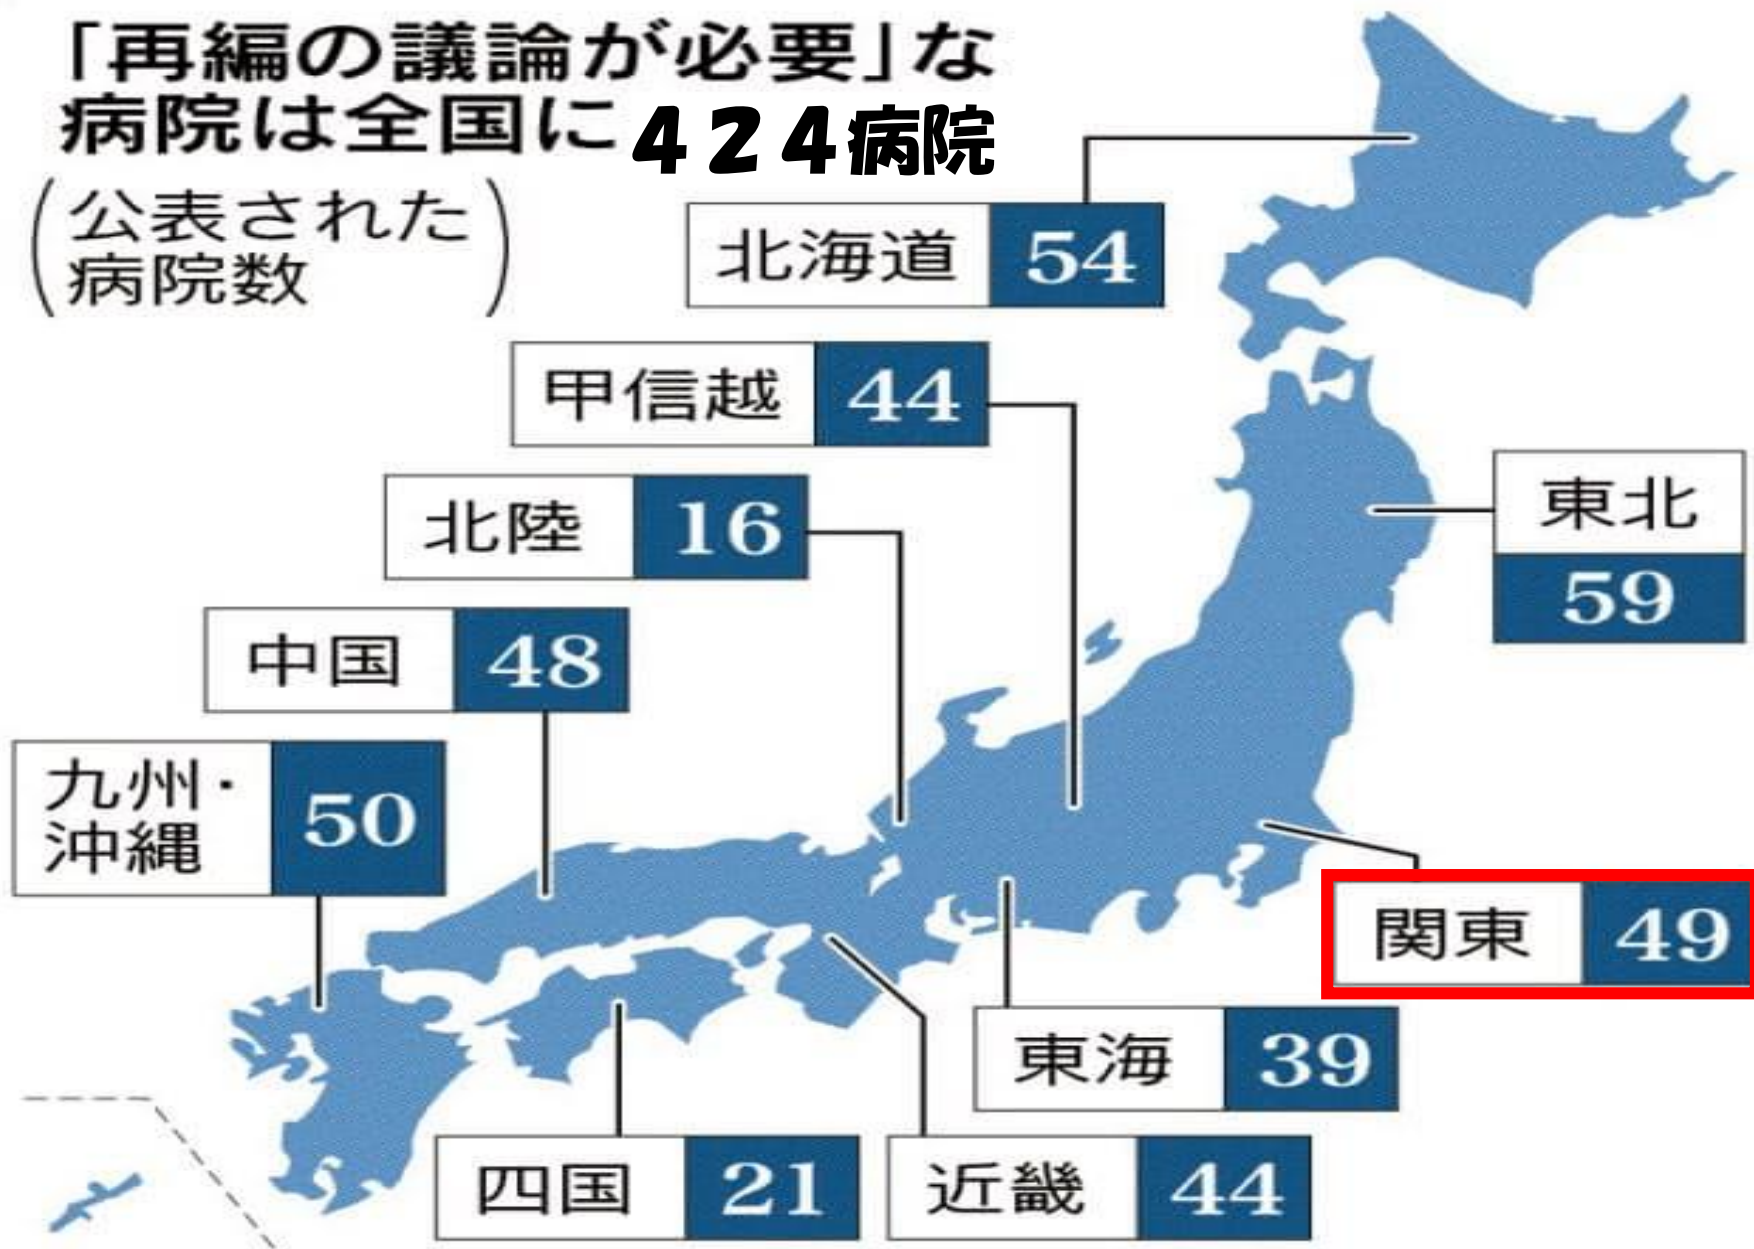 「再編の議論が必要」な
病院は全国に４２４病院
（公表された
病院数）
北海道 54
甲信越 44
北陸 16
東北
59
中国 48
九州・
沖縄
50
関東 49
東海 39
四国 21
近畿 44